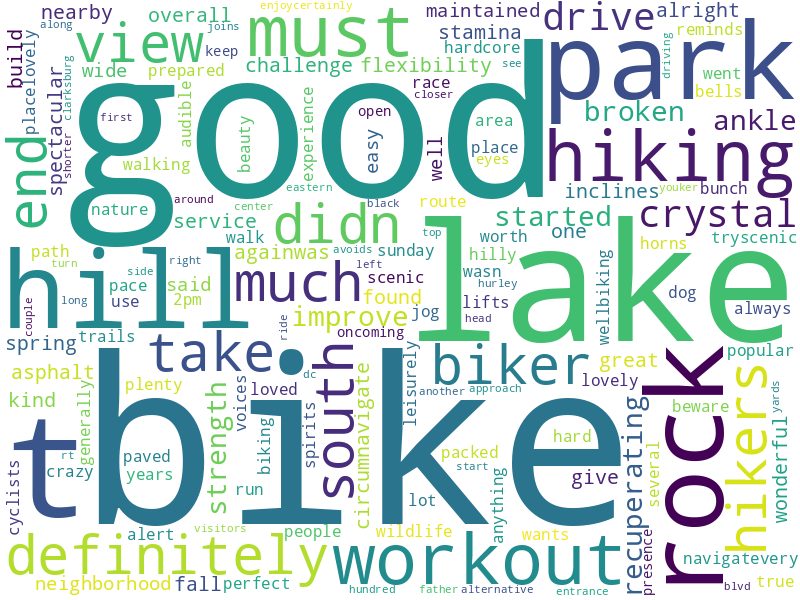 enjoycertainly
nearby
along
overall
joins
must
maintained
drive
alright
reminds
build
placelovely
view
keep
stamina
hardcore
see
driving
park
clarksburg
wide
prepared
challenge
flexibility
went
bells
spectacular
shorter
good
first
audible
beauty
experience
race
closer
open
easy
well
area
place
eyes
broken
ankle
hiking
end
walking
nature
around
center
eastern
black
route
inclines
youker
bunch
service
didn
started
crystal
hill
path
turn
side
right
walk
againwas
avoids
sunday
top
worth
one
horns
tryscenic
lake
pace
use
said
2pm
much
left
scenic
wasn
hilly
hurley
found
lifts
dog
always
long
couple
improve
jog
head
wellbiking
spring
trails
take
ride
oncoming
biker
great
lovely
popular
rock
asphalt
plenty
south
dc
another
approach
leisurely
kind
generally
strength
voices
loved
spirits
circumnavigate
beware
hikers
yards
wonderful
t
bike
rt
paved
crazy
years
biking
packed
hard
start
give
recuperating
several
cyclists
run
lot
anything
alert
visitors
people
wildlife
wants
presence
definitely
workout
navigatevery
neighborhood
fall
perfect
hundred
father
alternative
entrance
blvd
true